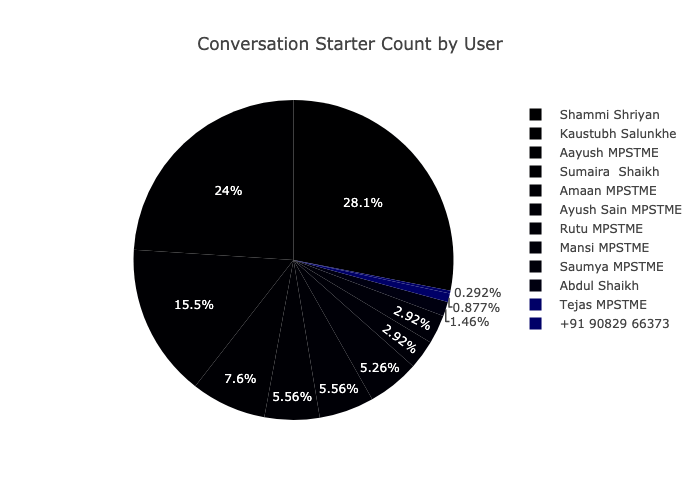 Conversation Starter Count by User
28.1%
24%
15.5%
7.6%
5.56%
5.56%
5.26%
2.92%
2.92%
1.46%
0.877%
0.292%
Shammi Shriyan
Kaustubh Salunkhe
Aayush MPSTME
Sumaira  Shaikh
Amaan MPSTME
Ayush Sain MPSTME
Rutu MPSTME
Mansi MPSTME
Saumya MPSTME
Abdul Shaikh
Tejas MPSTME
+91 90829 66373